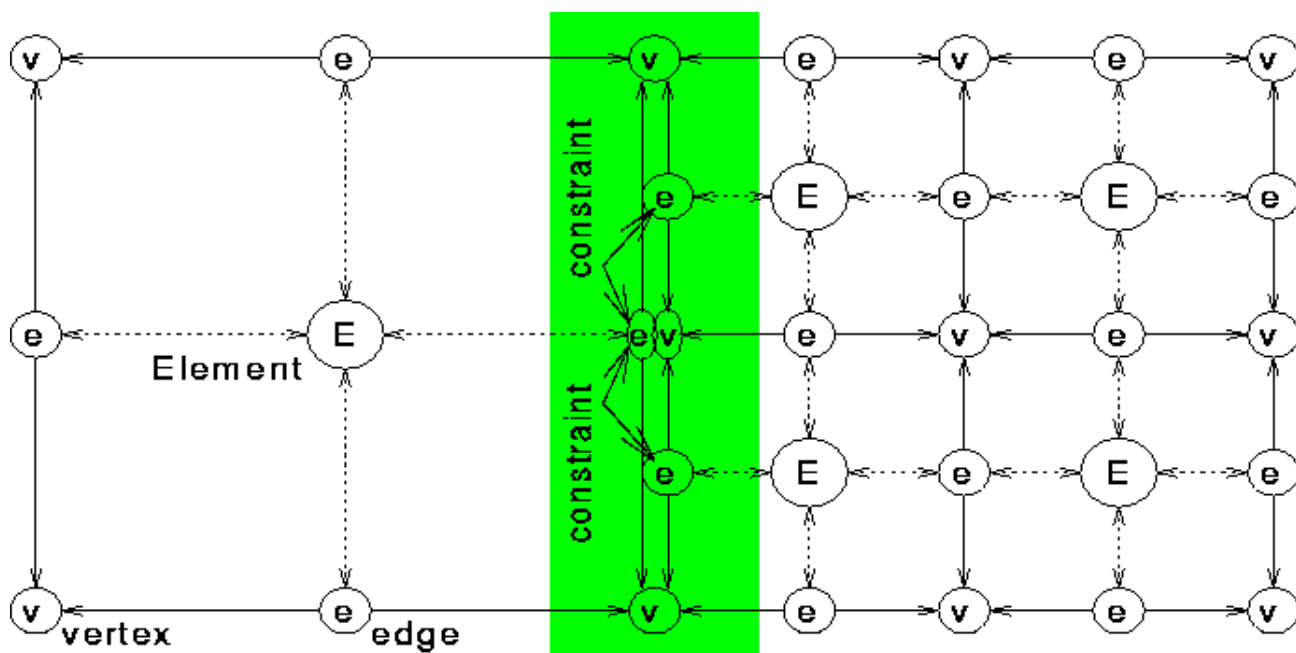 v e v e v e v
constraint
E E
e e e
e E e v e v e v
Element
constraint
E E
e e e
v e v e v e v
vertex edge